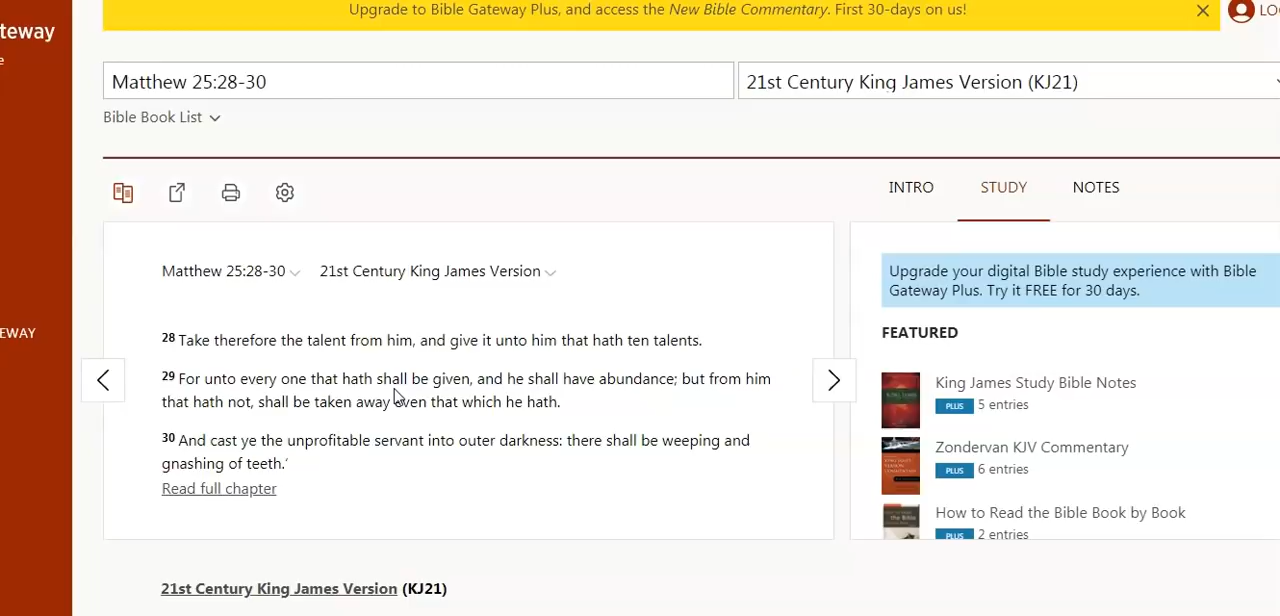 Upgrade to Bible Gateway Plus, and access the New Bible Commentary. First 30-days on us!
teway
LO
e
Matthew 25:28-30
21st Century King James Version (KJ21)
Bible Book List
INTRO
STUDY
NOTES
Matthew 25:28-30
21st Century King James Version
28 Take therefore the talent from him, and give it unto him that hath ten talents.
29 For unto every one that hath shall be given, and he shall have abundance; but from him
that hath not, shall be taken away even that which he hath.
30 And cast ye the unprofitable servant into outer darkness: there shall be weeping and
gnashing of teeth.’
Read full chapter
EWAY
Upgrade your digital Bible study experience with Bible
Gateway Plus. Try it FREE for 30 days.
FEATURED
King James Study Bible Notes
PLUS 5 entries
Zondervan KJV Commentary
PLUS 6 entries
How to Read the Bible Book by Book
PLUS 2 entries
21st Century King James Version (KJ21)